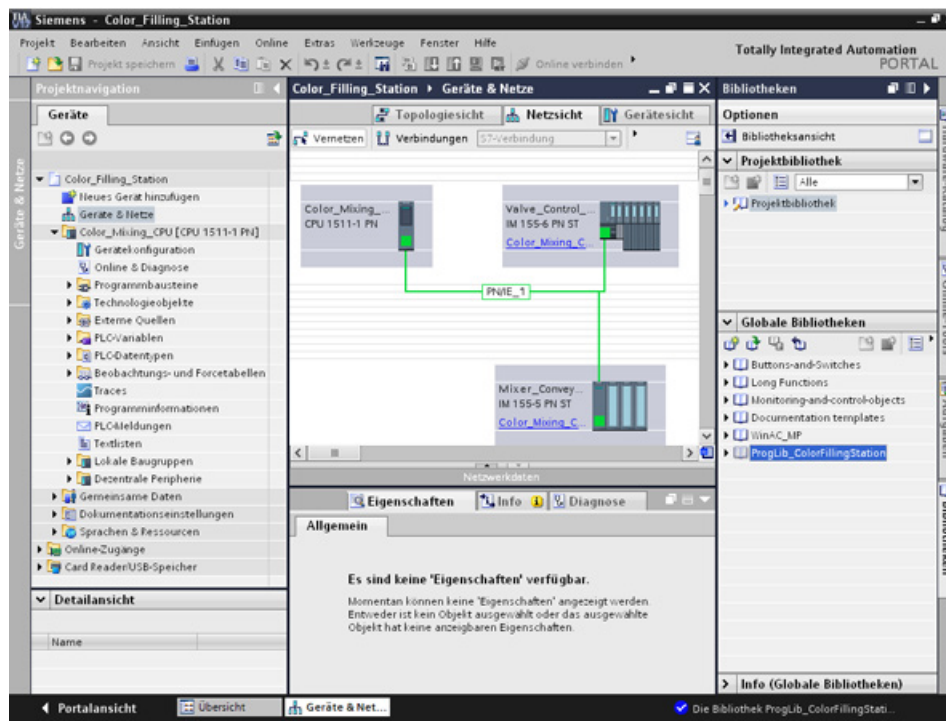 Siemens - Color_Filling_Station
Projekt Bearbeiten Ansicht Einfügen Online Extras Werkzeuge Fenster Hilfe
Totally Integrated Automation
PORTAL
Projekt speichern
Online verbinden
Projektnavigation
Geräte
Geräte & Netze
Color_Filling_Station
Neues Gerät hinzufügen
Geräte & Netze
Color_Mixing_CPU [CPU 1511-1 PN]
Gerätekonfiguration
Online & Diagnose
Programmbausteine
Technologieobjekte
Externe Quellen
PLC-Variablen
PLC-Datentypen
Beobachtungs- und Forcetabellen
Traces
Programminformationen
PLC-Meldungen
Textlisten
Lokale Baugruppen
Dezentrale Peripherie
Gemeinsame Daten
Dokumentationseinstellungen
Sprachen & Ressourcen
Online-Zugänge
Card Reader/USB-Speicher
Detailansicht
Name
Color_Filling_Station Geräte & Netze
Topologiesicht Netzsicht Gerätesicht
Vernetzen Verbindungen S7-Verbindung
Color_Mixing_...
CPU 1511-1 PN
Valve_Control_...
IM 155-6 PN ST
Color_Mixing_C...
PN/IE_1
Mixer_Convey...
IM 155-5 PN ST
Color_Mixing_C...
Netzwerkdaten
Eigenschaften Info Diagnose
Allgemein
Es sind keine 'Eigenschaften' verfügbar.
Momentan können keine 'Eigenschaften' angezeigt werden.
Entweder ist kein Objekt ausgewählt oder das ausgewählte
Objekt hat keine anzeigbaren Eigenschaften.
Bibliotheken
Optionen
Bibliotheksansicht
Projektbibliothek
Alle
Projektbibliothek
Globale Bibliotheken
Buttons-and-Switches
Long Functions
Monitoring-and-control-objects
Documentation templates
WinAC_MP
ProgLib_ColorFillingStation
Info (Globale Bibliotheken)
Portalansicht Übersicht Geräte & Net... Die Bibliothek ProgLib_ColorFillingStati...